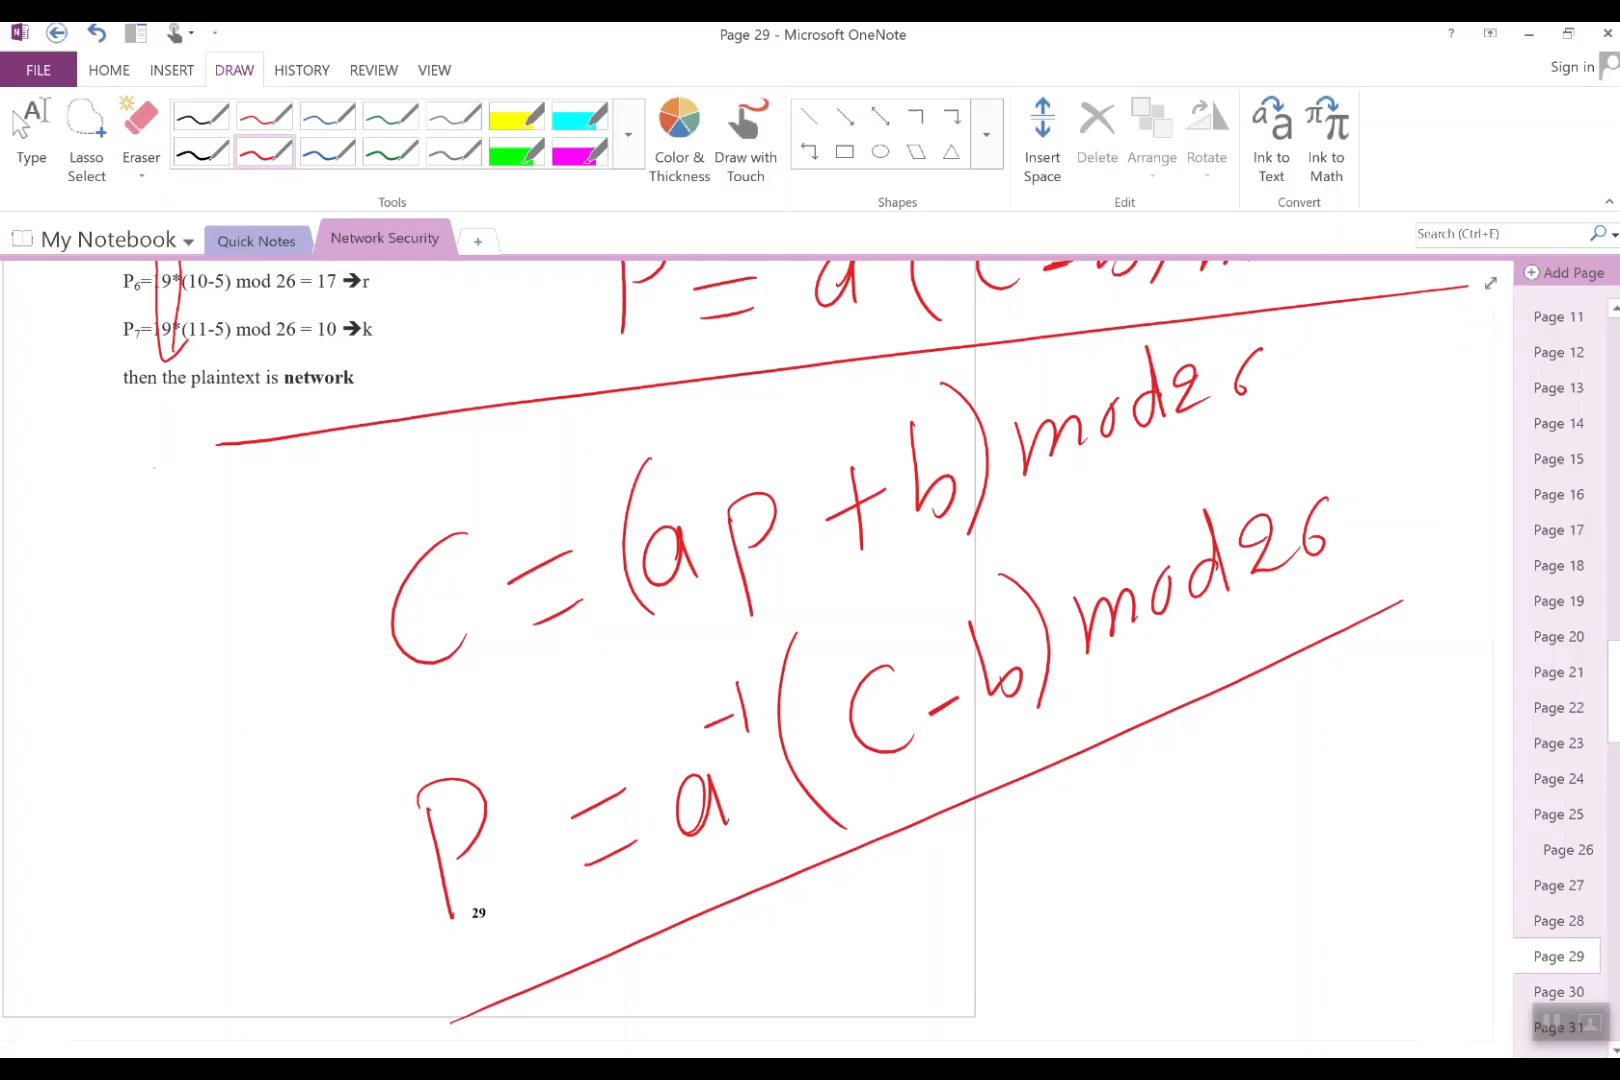 Page 29 - Microsoft OneNote
?
FILE HOME INSERT DRAW HISTORY REVIEW VIEW
Sign in
Type
Lasso Select
Eraser
Color & Thickness
Draw with Touch
Insert Space
Delete
Arrange
Rotate
Ink to Text
Ink to Math
Tools
Shapes
Edit
Convert
My Notebook
Quick Notes
Network Security
+
Search (Ctrl+E)
Add Page
P6=19*(10-5) mod 26 = 17 ➔r
P7=19*(11-5) mod 26 = 10 ➔k
then the plaintext is network
C = (ap + b) mod 26
P = a⁻¹ (C - b) mod 26
29
Page 11
Page 12
Page 13
Page 14
Page 15
Page 16
Page 17
Page 18
Page 19
Page 20
Page 21
Page 22
Page 23
Page 24
Page 25
Page 26
Page 27
Page 28
Page 29
Page 30
Page 31